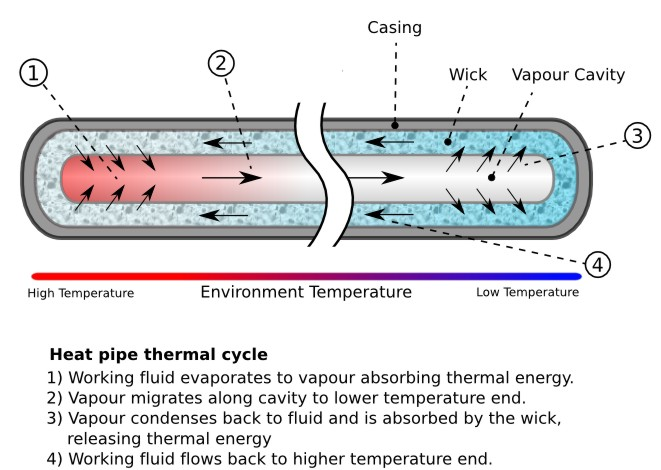 Casing
1
2
Wick
Vapour Cavity
3
4
High Temperature
Environment Temperature
Low Temperature
Heat pipe thermal cycle
1) Working fluid evaporates to vapour absorbing thermal energy.
2) Vapour migrates along cavity to lower temperature end.
3) Vapour condenses back to fluid and is absorbed by the wick,
releasing thermal energy
4) Working fluid flows back to higher temperature end.